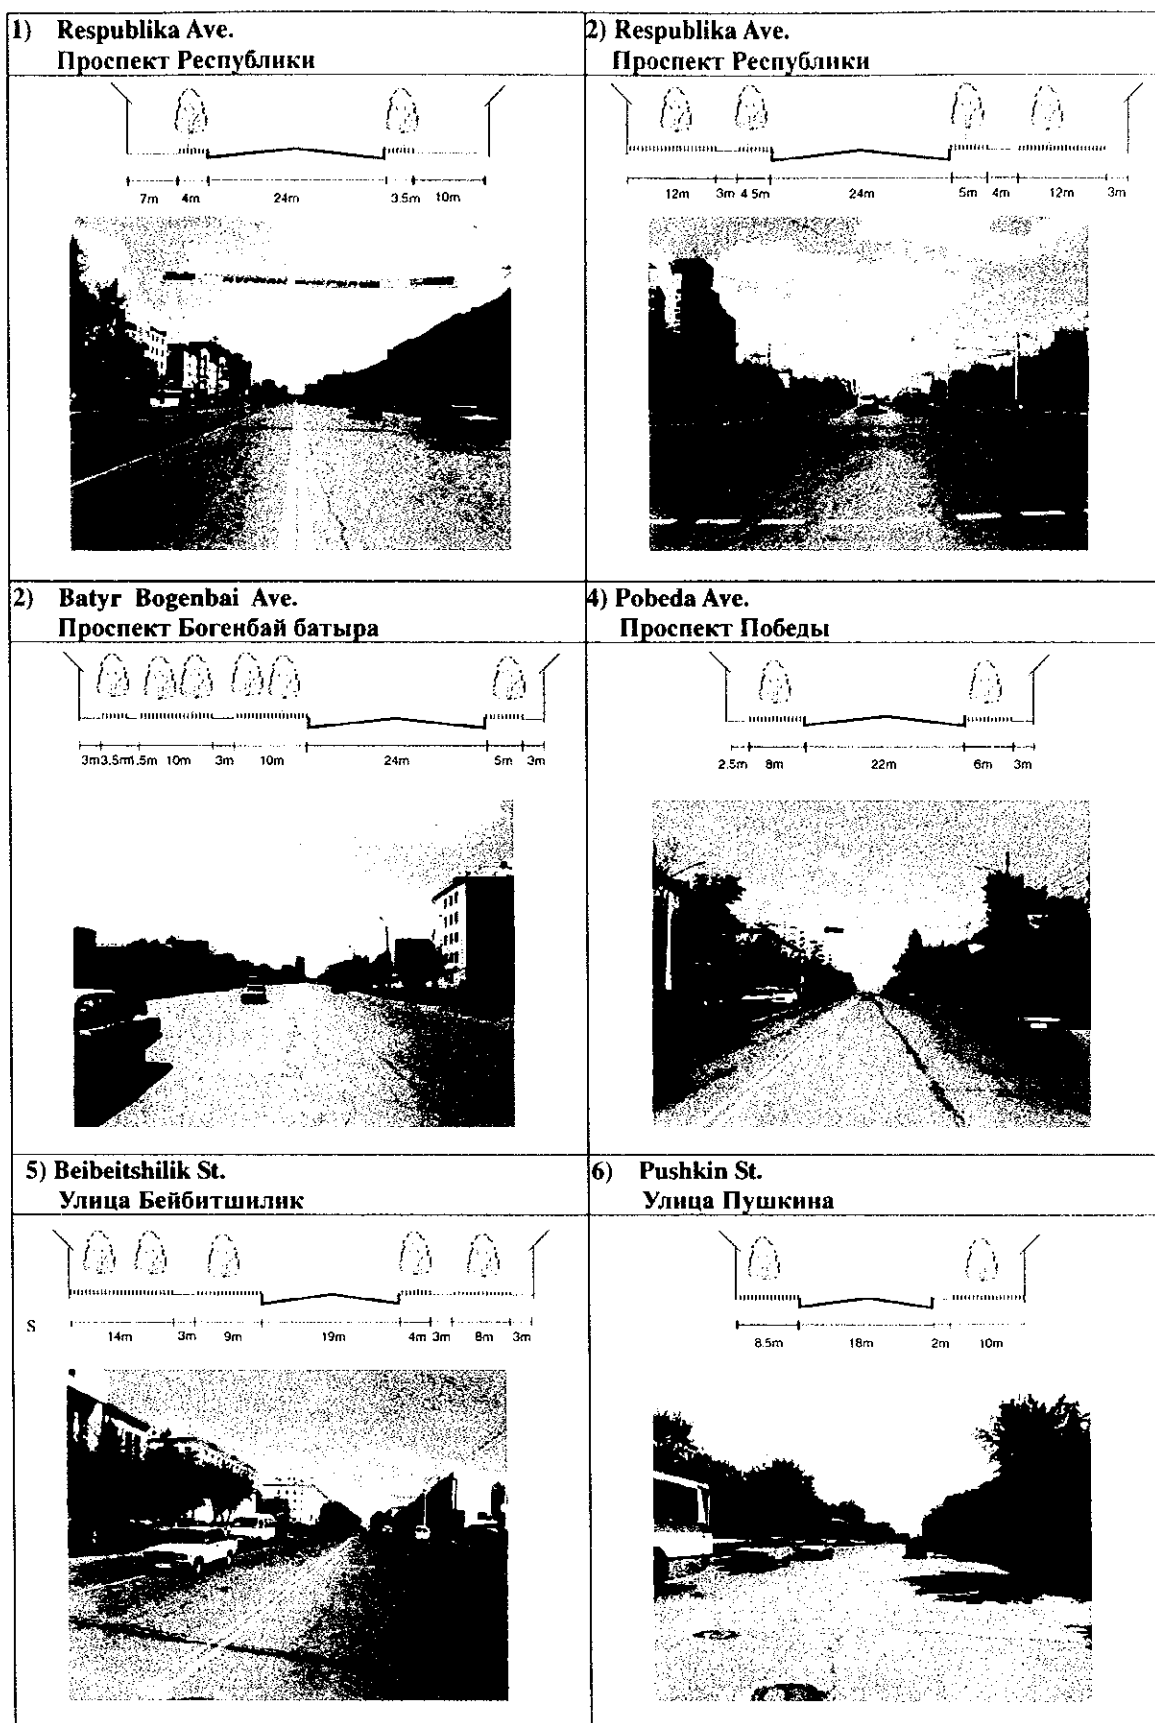 1) Respublika Ave.
Проспект Республики
2) Respublika Ave.
Проспект Республики
7m 4m 24m 3.5m 10m
12m 3m 4 5m 24m 5m 4m 12m 3m
2) Batyr Bogenbai Ave.
Проспект Богенбай батыра
4) Pobeda Ave.
Проспект Победы
3m 3.5m 1.5m 10m 3m 10m 24m 5m 3m
2.5m 8m 22m 6m 3m
5) Beibeitshilik St.
Улица Бейбитшилик
6) Pushkin St.
Улица Пушкина
S
14m 3m 9m 19m 4m 3m 8m 3m
8.5m 18m 2m 10m